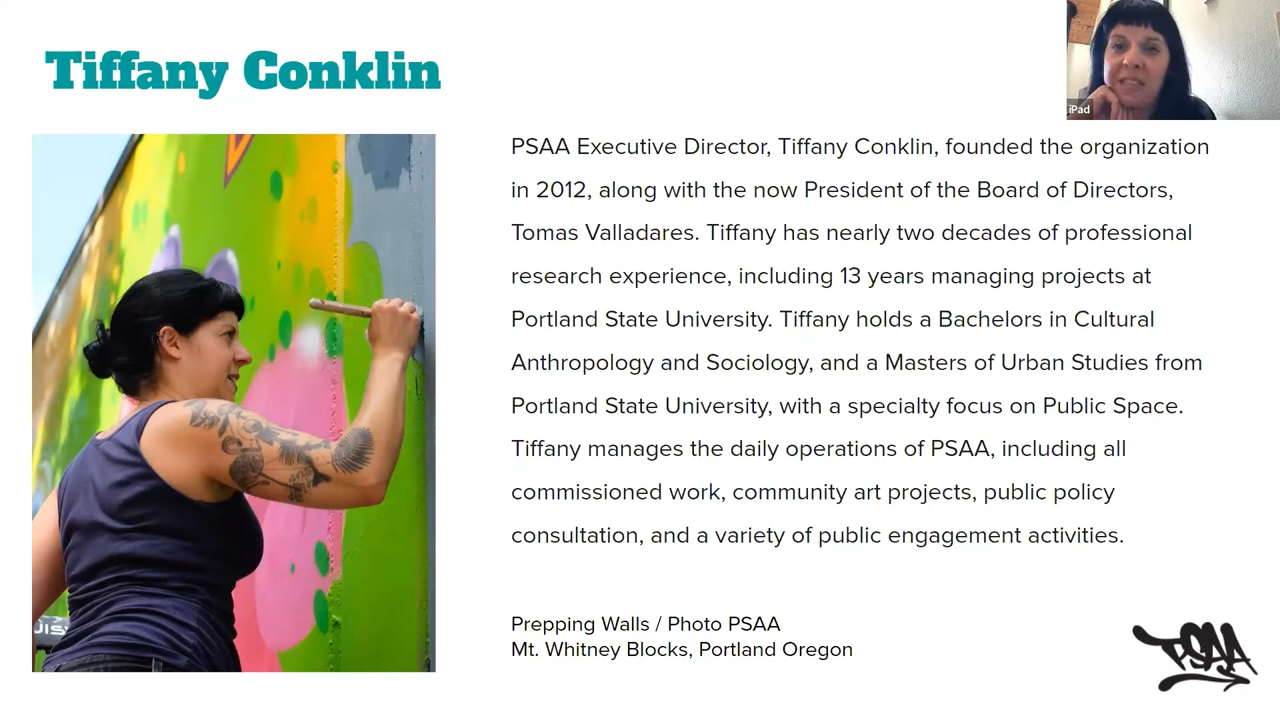 Tiffany Conklin
iPad
PSAA Executive Director, Tiffany Conklin, founded the organization
in 2012, along with the now President of the Board of Directors,
Tomas Valladares. Tiffany has nearly two decades of professional
research experience, including 13 years managing projects at
Portland State University. Tiffany holds a Bachelors in Cultural
Anthropology and Sociology, and a Masters of Urban Studies from
Portland State University, with a specialty focus on Public Space.
Tiffany manages the daily operations of PSAA, including all
commissioned work, community art projects, public policy
consultation, and a variety of public engagement activities.
Prepping Walls / Photo PSAA
Mt. Whitney Blocks, Portland Oregon
PSAA